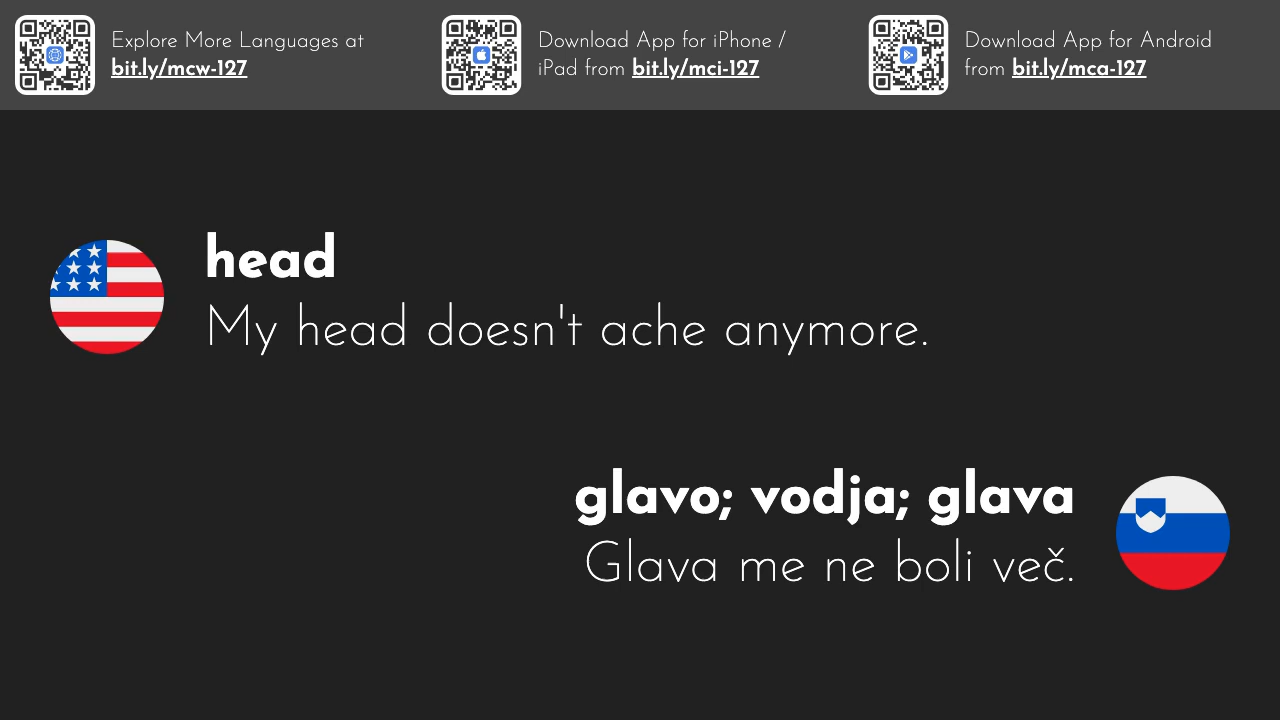 Explore More Languages at
bit.ly/mcw-127
Download App for iPhone /
iPad from bit.ly/mci-127
Download App for Android
from bit.ly/mca-127
head
My head doesn't ache anymore.
glavo; vodja; glava
Glava me ne boli več.